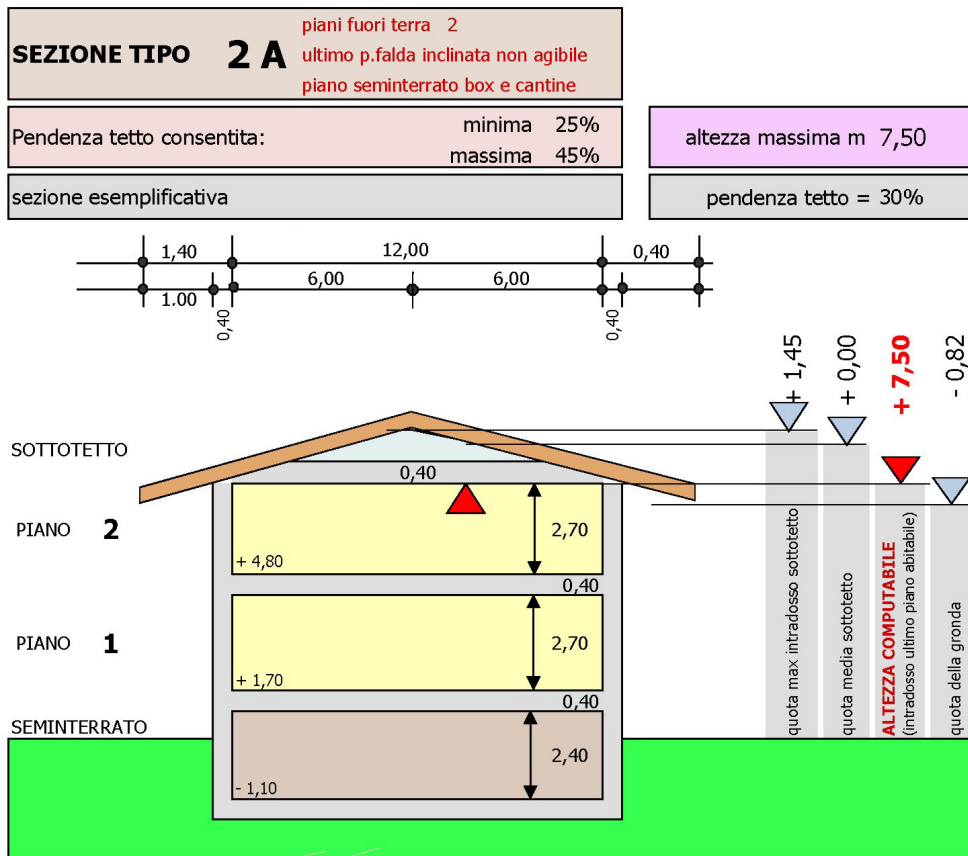 piani fuori terra 2
SEZIONE TIPO 2 A
ultimo p.falda inclinata non agibile
piano seminterrato box e cantine
Pendenza tetto consentita:
minima 25%
massima 45%
altezza massima m 7,50
sezione esemplificativa
pendenza tetto = 30%
1,40
12,00
0,40
1,00
6,00
6,00
0,40
0,40
+ 1,45
+ 0,00
+ 7,50
- 0,82
SOTTOTETTO
0,40
PIANO 2
2,70
+ 4,80
0,40
PIANO 1
2,70
+ 1,70
0,40
SEMINTERRATO
2,40
- 1,10
quota max intradosso sottotetto
quota media sottotetto
ALTEZZA COMPUTABILE
(intradosso ultimo piano abitabile)
quota della gronda